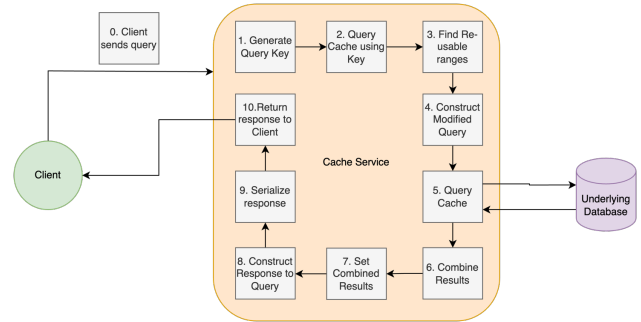 0. Client
sends query
1. Generate
Query Key
2. Query
Cache using
Key
3. Find Re-
usable
ranges
10.Return
response to
Client
4. Construct
Modified
Query
Cache Service
Client
9. Serialize
response
5. Query
Cache
Underlying
Database
8. Construct
Response to
Query
7. Set
Combined
Results
6. Combine
Results